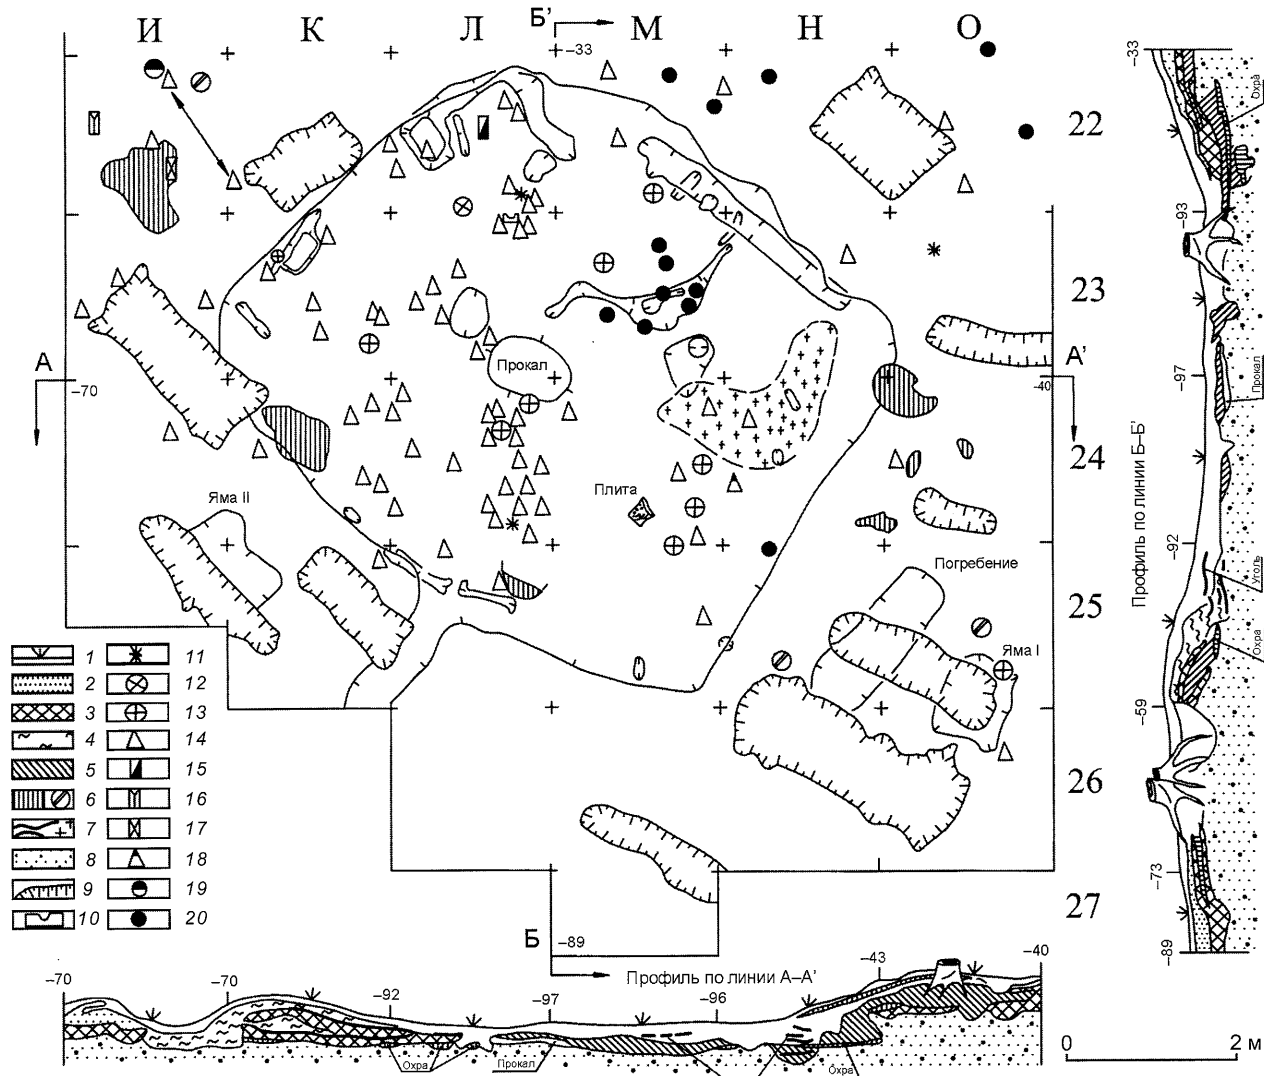 И К Л Б' М Н О
–33
22
23
24
25
26
27
А –70
А' –40
Прокал
Плита
Яма II
Погребение
Яма I
1 11
2 12
3 13
4 14
5 15
6 16
7 17
8 18
9 19
10 20
Б –89
Профиль по линии А–А'
–70 –70 –92 –97 –96 –43 –40
Охра Прокал Охра
0 2 м
Профиль по линии Б–Б'
–33 –93 –97 –92 –59 –73 –89
Охра
Прокал
Уголь
Охра